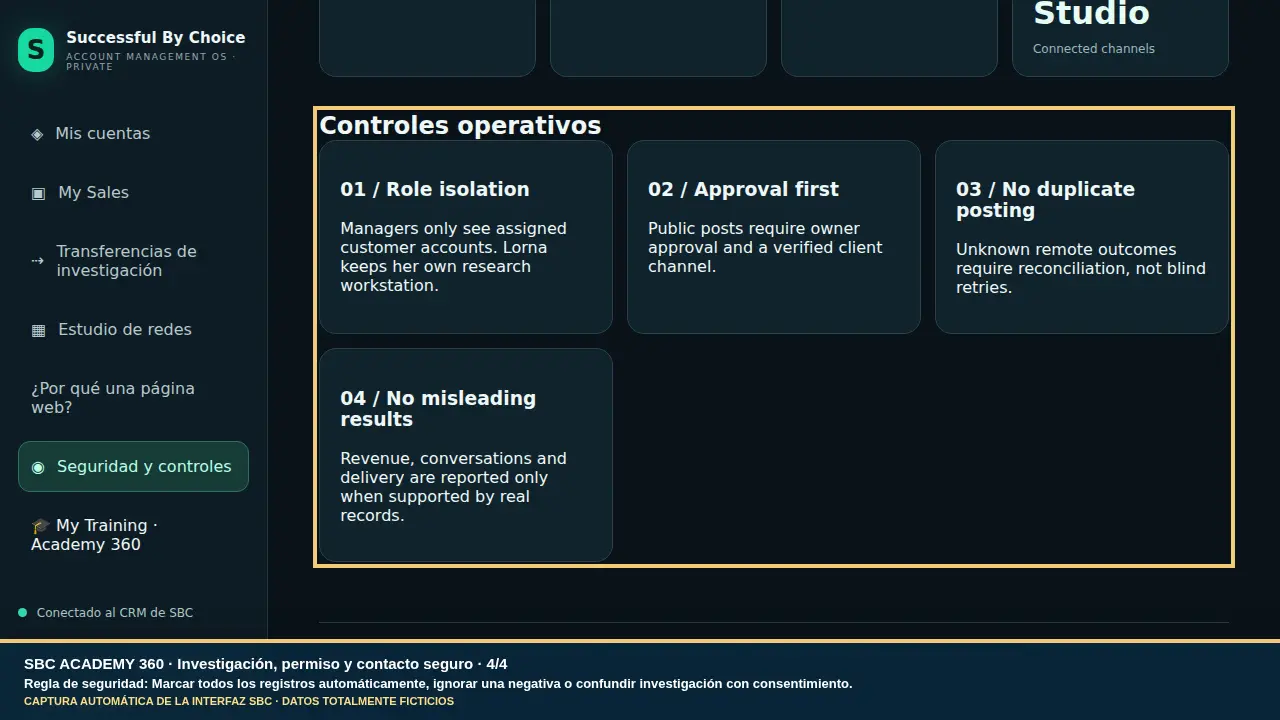 S
Successful By Choice
ACCOUNT MANAGEMENT OS ·
PRIVATE
◈ Mis cuentas
▣ My Sales
⇢ Transferencias de
investigación
▦ Estudio de redes
¿Por qué una página
web?
◉ Seguridad y controles
🎓 My Training ·
Academy 360
Conectado al CRM de SBC
Studio
Connected channels
Controles operativos
01 / Role isolation
Managers only see assigned
customer accounts. Lorna
keeps her own research
workstation.
02 / Approval first
Public posts require owner
approval and a verified client
channel.
03 / No duplicate
posting
Unknown remote outcomes
require reconciliation, not blind
retries.
04 / No misleading
results
Revenue, conversations and
delivery are reported only
when supported by real
records.
SBC ACADEMY 360 · Investigación, permiso y contacto seguro · 4/4
Regla de seguridad: Marcar todos los registros automáticamente, ignorar una negativa o confundir investigación con consentimiento.
CAPTURA AUTOMÁTICA DE LA INTERFAZ SBC · DATOS TOTALMENTE FICTICIOS